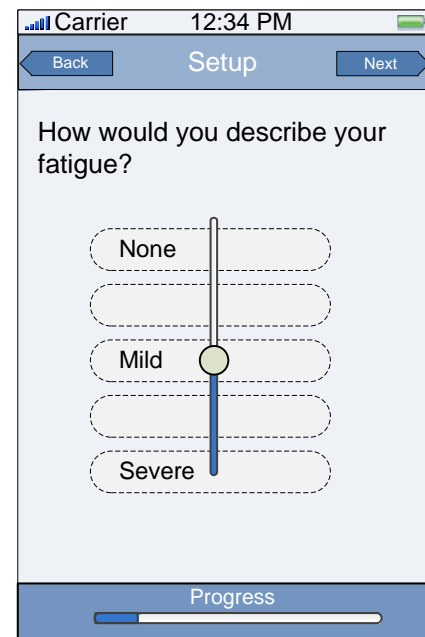 Carrier 12:34 PM
Back Setup Next
How would you describe your
fatigue?
None
Mild
Severe
Progress